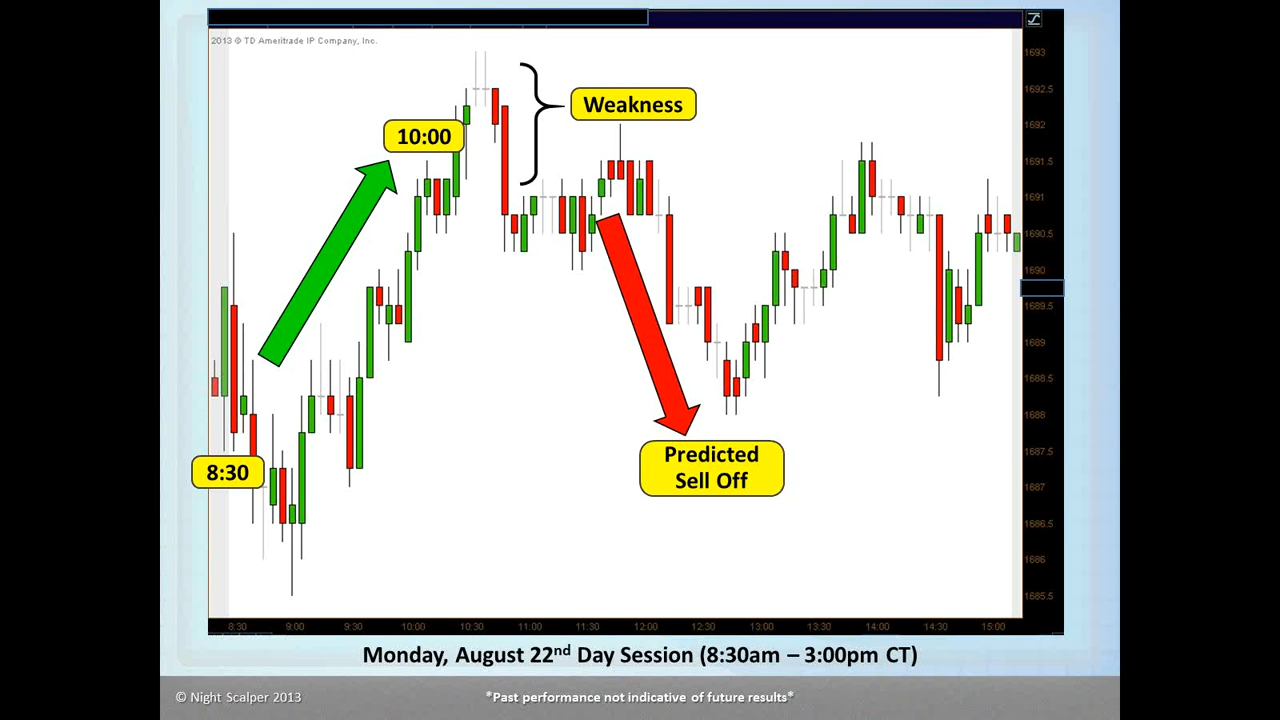 2013 © TD Ameritrade IP Company, Inc.
1693
1692.5
Weakness
1692
10:00
1691.5
1691
1690.5
1690
1689.5
1689
1688.5
1688
Predicted
Sell Off
1687.5
8:30
1687
1686.5
1686
1685.5
8:30 9:00 9:30 10:00 10:30 11:00 11:30 12:00 12:30 13:00 13:30 14:00 14:30 15:00
Monday, August 22nd Day Session (8:30am – 3:00pm CT)
© Night Scalper 2013
*Past performance not indicative of future results*